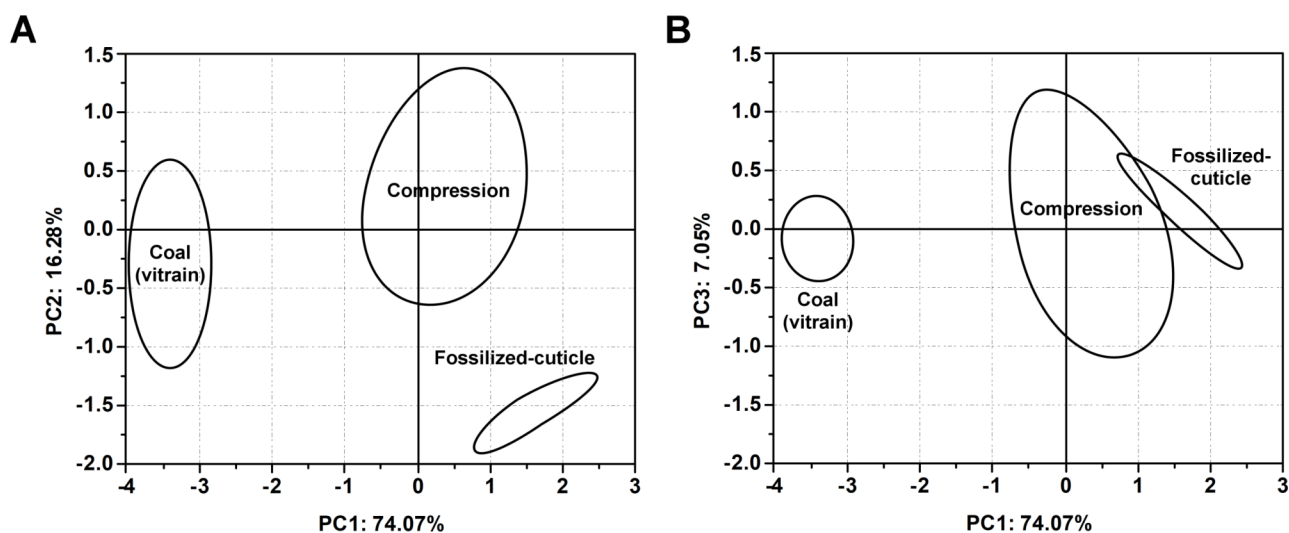 A
1.5
1.0
0.5
0.0
-0.5
-1.0
-1.5
-2.0
PC2: 16.28%
Compression
Coal
(vitrain)
Fossilized-cuticle
-4 -3 -2 -1 0 1 2 3
PC1: 74.07%
B
1.5
1.0
0.5
0.0
-0.5
-1.0
-1.5
-2.0
PC3: 7.05%
Fossilized-
cuticle
Compression
Coal
(vitrain)
-4 -3 -2 -1 0 1 2 3
PC1: 74.07%